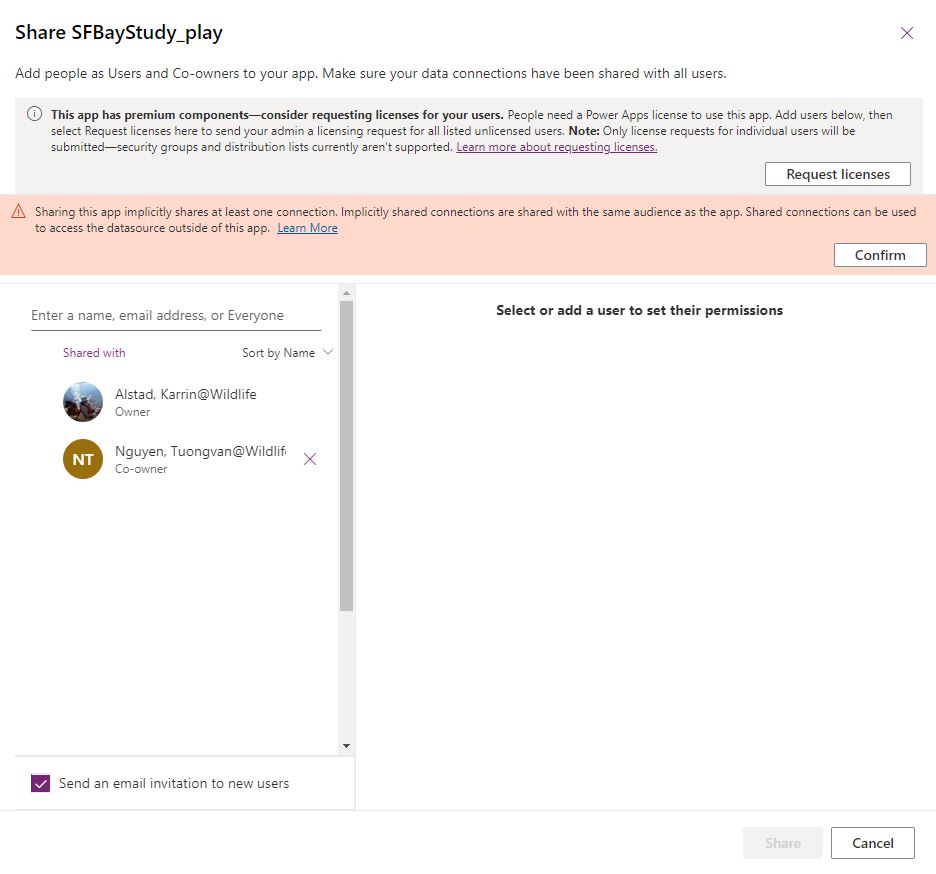 Share SFBayStudy_play
Add people as Users and Co-owners to your app. Make sure your data connections have been shared with all users.
This app has premium components—consider requesting licenses for your users. People need a Power Apps license to use this app. Add users below, then
select Request licenses here to send your admin a licensing request for all listed unlicensed users. Note: Only license requests for individual users will be
submitted—security groups and distribution lists currently aren't supported. Learn more about requesting licenses.
Request licenses
Sharing this app implicitly shares at least one connection. Implicitly shared connections are shared with the same audience as the app. Shared connections can be used
to access the datasource outside of this app. Learn More
Confirm
Enter a name, email address, or Everyone
Select or add a user to set their permissions
Shared with
Sort by Name
Alstad, Karrin@Wildlife
Owner
NT
Nguyen, Tuongvan@Wildlif
Co-owner
Send an email invitation to new users
Share
Cancel